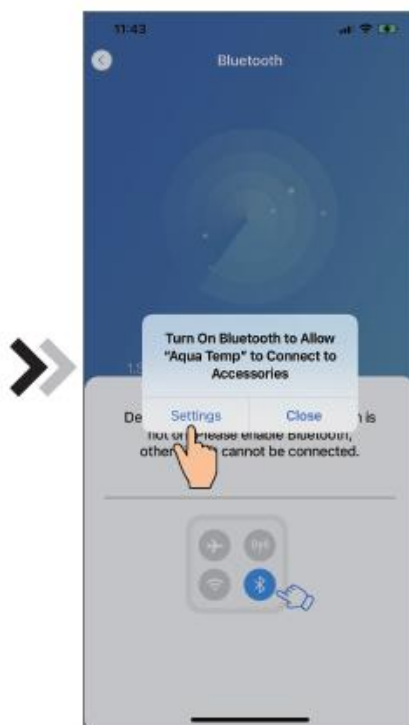 11:43
Bluetooth
Turn On Bluetooth to Allow
“Aqua Temp” to Connect to
Accessories
Settings
Close
is
not on. Please enable Bluetooth,
cannot be connected.